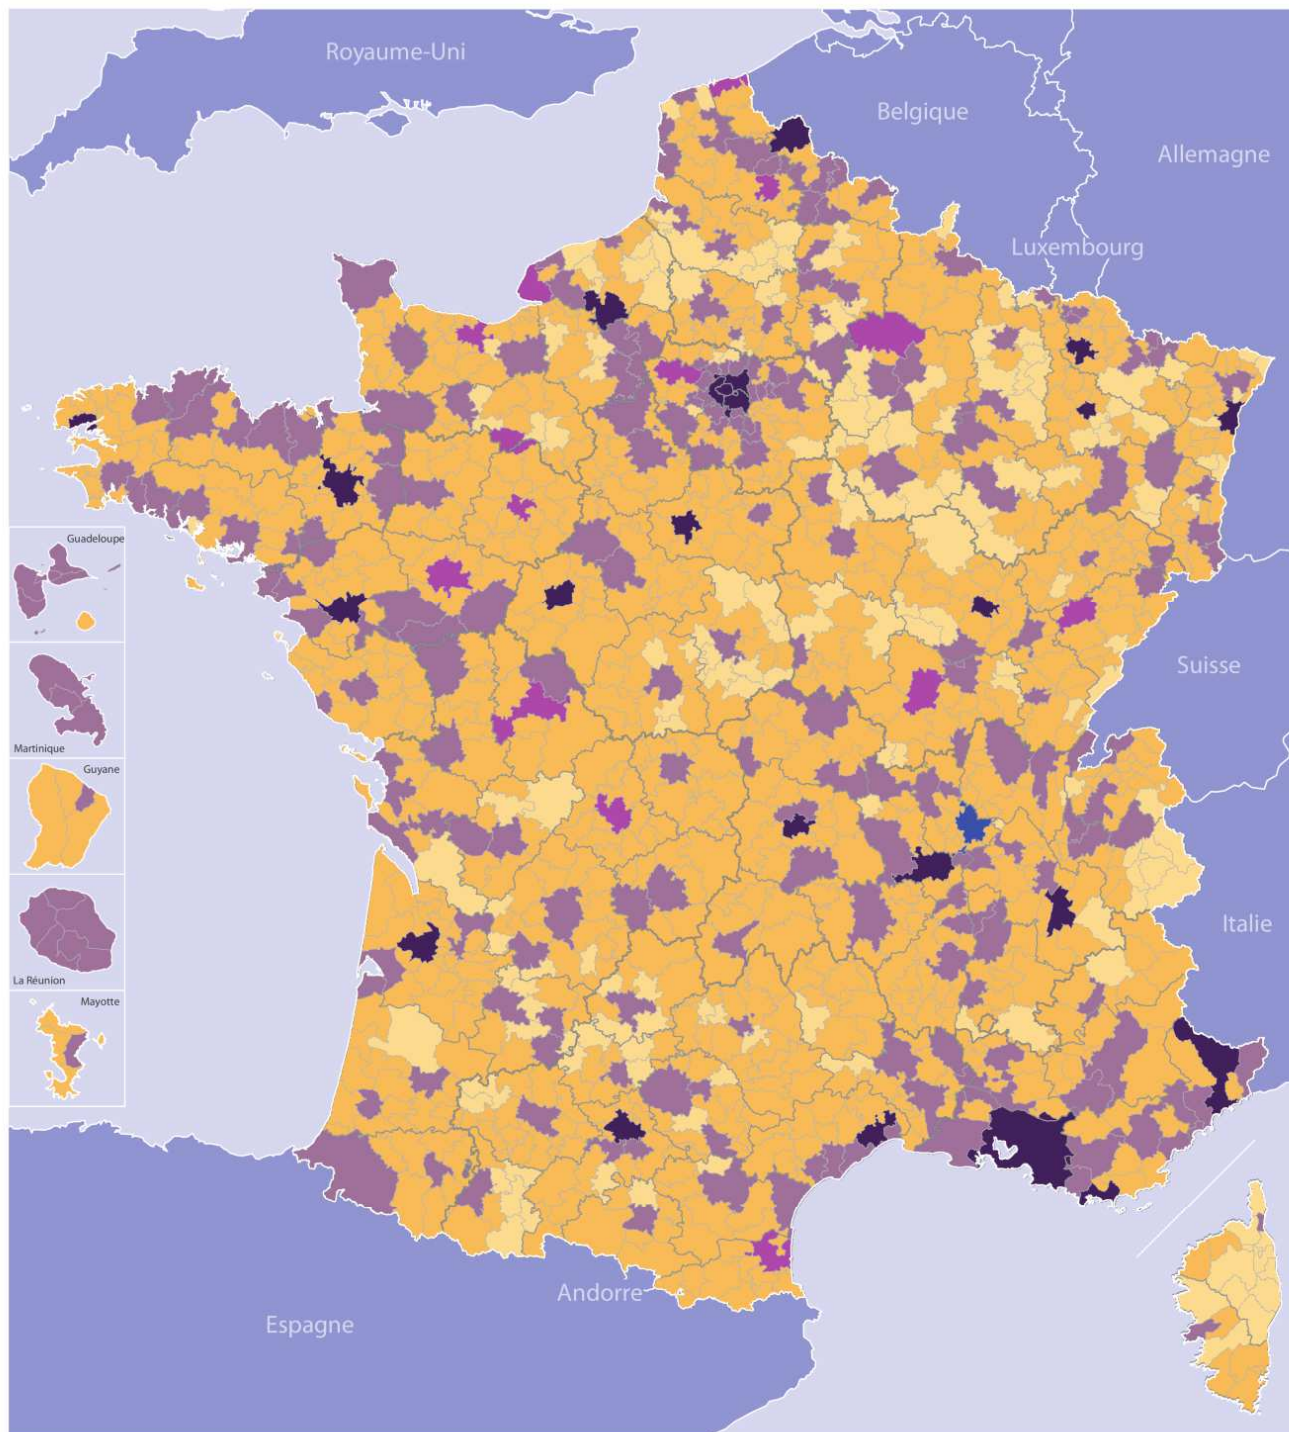 Royaume-Uni
Belgique
Allemagne
Luxembourg
Guadeloupe
Martinique
Guyane
La Réunion
Mayotte
Suisse
Italie
Andorre
Espagne